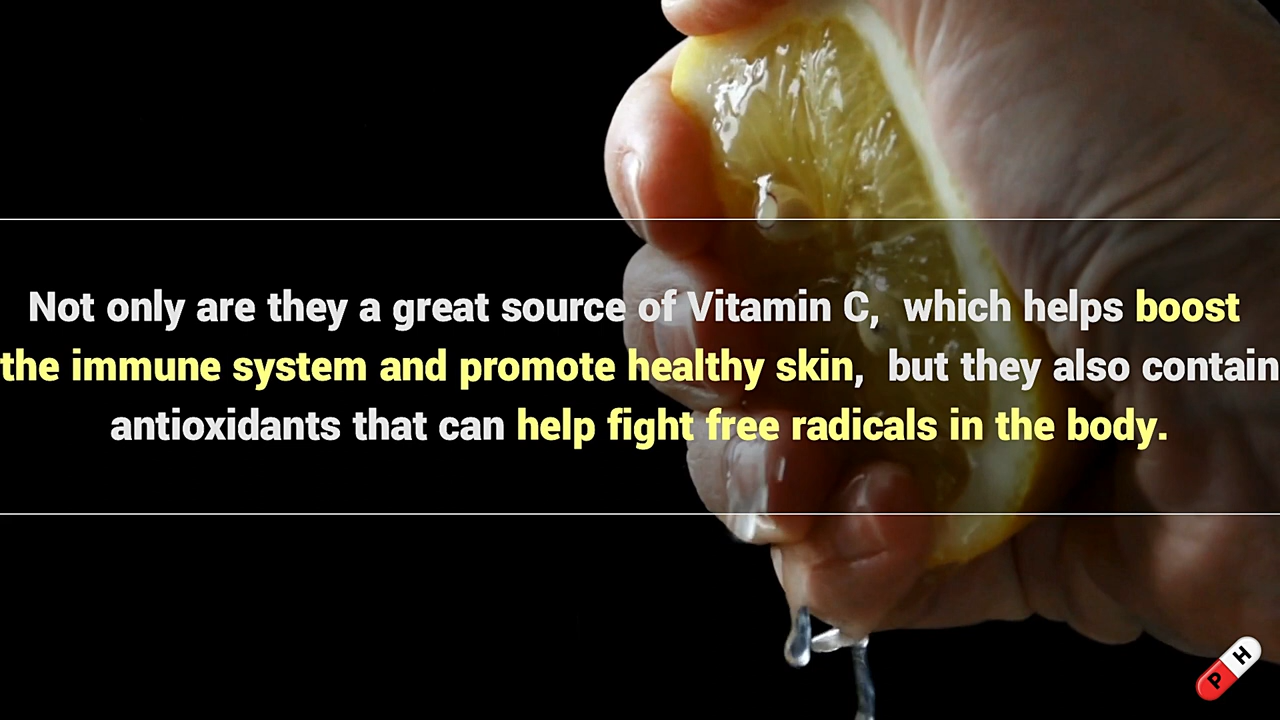 Not only are they a great source of Vitamin C,  which helps boost
the immune system and promote healthy skin,  but they also contain
antioxidants that can help fight free radicals in the body.
P H